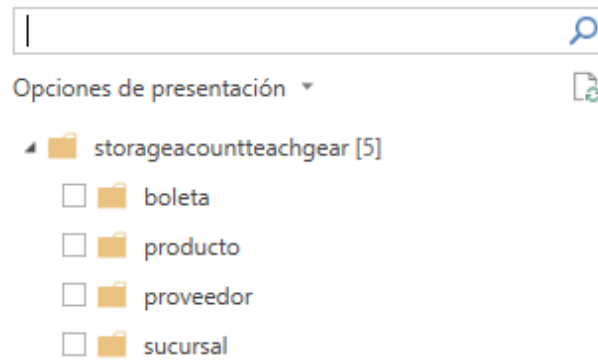 Opciones de presentación
storageacountteachgear [5]
boleta
producto
proveedor
sucursal